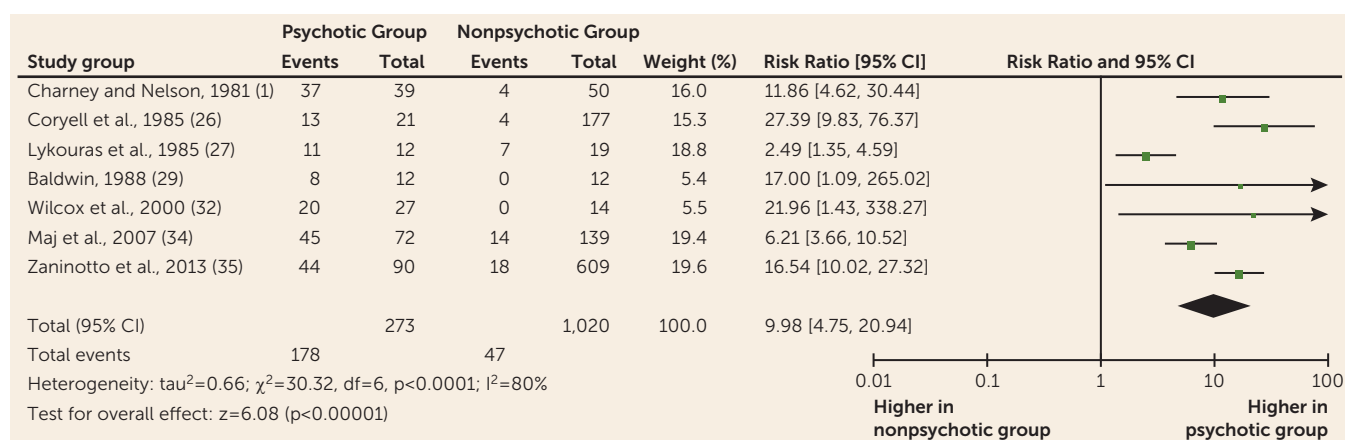 Psychotic Group Nonpsychotic Group
Study group Events Total Events Total Weight (%) Risk Ratio [95% CI] Risk Ratio and 95% CI
Charney and Nelson, 1981 (1) 37 39 4 50 16.0 11.86 [4.62, 30.44]
Coryell et al., 1985 (26) 13 21 4 177 15.3 27.39 [9.83, 76.37]
Lykouras et al., 1985 (27) 11 12 7 19 18.8 2.49 [1.35, 4.59]
Baldwin, 1988 (29) 8 12 0 12 5.4 17.00 [1.09, 265.02]
Wilcox et al., 2000 (32) 20 27 0 14 5.5 21.96 [1.43, 338.27]
Maj et al., 2007 (34) 45 72 14 139 19.4 6.21 [3.66, 10.52]
Zaninotto et al., 2013 (35) 44 90 18 609 19.6 16.54 [10.02, 27.32]
Total (95% CI) 273 1,020 100.0 9.98 [4.75, 20.94]
Total events 178 47
Heterogeneity: tau²=0.66; χ²=30.32, df=6, p<0.0001; I²=80%
Test for overall effect: z=6.08 (p<0.00001)
0.01 0.1 1 10 100
Higher in nonpsychotic group
Higher in psychotic group